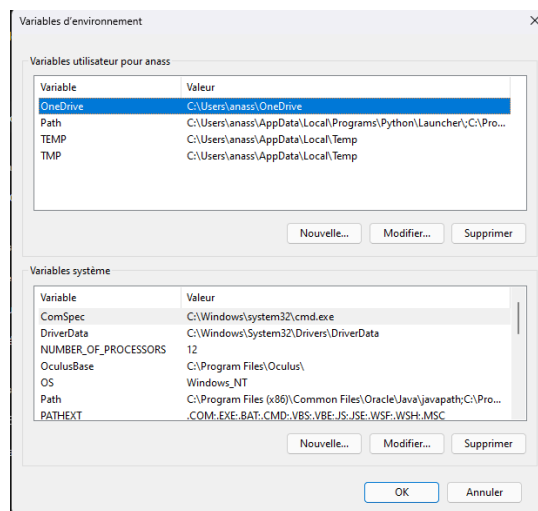 Variables d'environnement
Variables utilisateur pour anass
Variable Valeur
OneDrive C:\Users\anass\OneDrive
Path C:\Users\anass\AppData\Local\Programs\Python\Launcher\;C:\Pro...
TEMP C:\Users\anass\AppData\Local\Temp
TMP C:\Users\anass\AppData\Local\Temp
Nouvelle... Modifier... Supprimer
Variables système
Variable Valeur
ComSpec C:\Windows\system32\cmd.exe
DriverData C:\Windows\System32\Drivers\DriverData
NUMBER_OF_PROCESSORS 12
OculusBase C:\Program Files\Oculus\
OS Windows_NT
Path C:\Program Files (x86)\Common Files\Oracle\Java\javapath;C:\Pro...
PATHEXT .COM;.EXE;.BAT;.CMD;.VBS;.VBE;.JS;.JSE;.WSF;.WSH;.MSC
Nouvelle... Modifier... Supprimer
OK Annuler